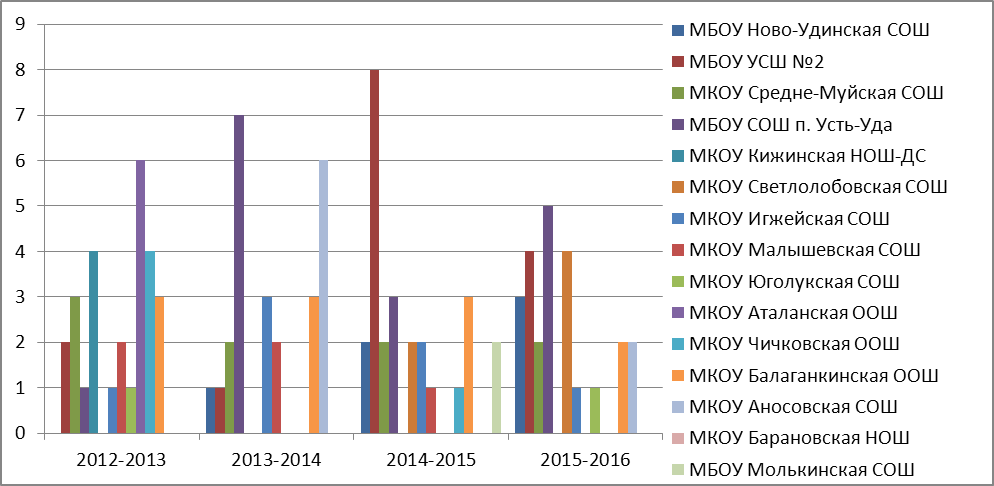 9
8
7
6
5
4
3
2
1
0
2012-2013 2013-2014 2014-2015 2015-2016
МБОУ Ново-Удинская СОШ
МБОУ УСШ №2
МКОУ Средне-Муйская СОШ
МБОУ СОШ п. Усть-Уда
МКОУ Кижинская НОШ-ДС
МКОУ Светлолобовская СОШ
МКОУ Игжейская СОШ
МКОУ Малышевская СОШ
МКОУ Юголукская СОШ
МКОУ Аталанская ООШ
МКОУ Чичковская ООШ
МКОУ Балаганкинская ООШ
МКОУ Аносовская СОШ
МКОУ Барановская НОШ
МБОУ Молькинская СОШ